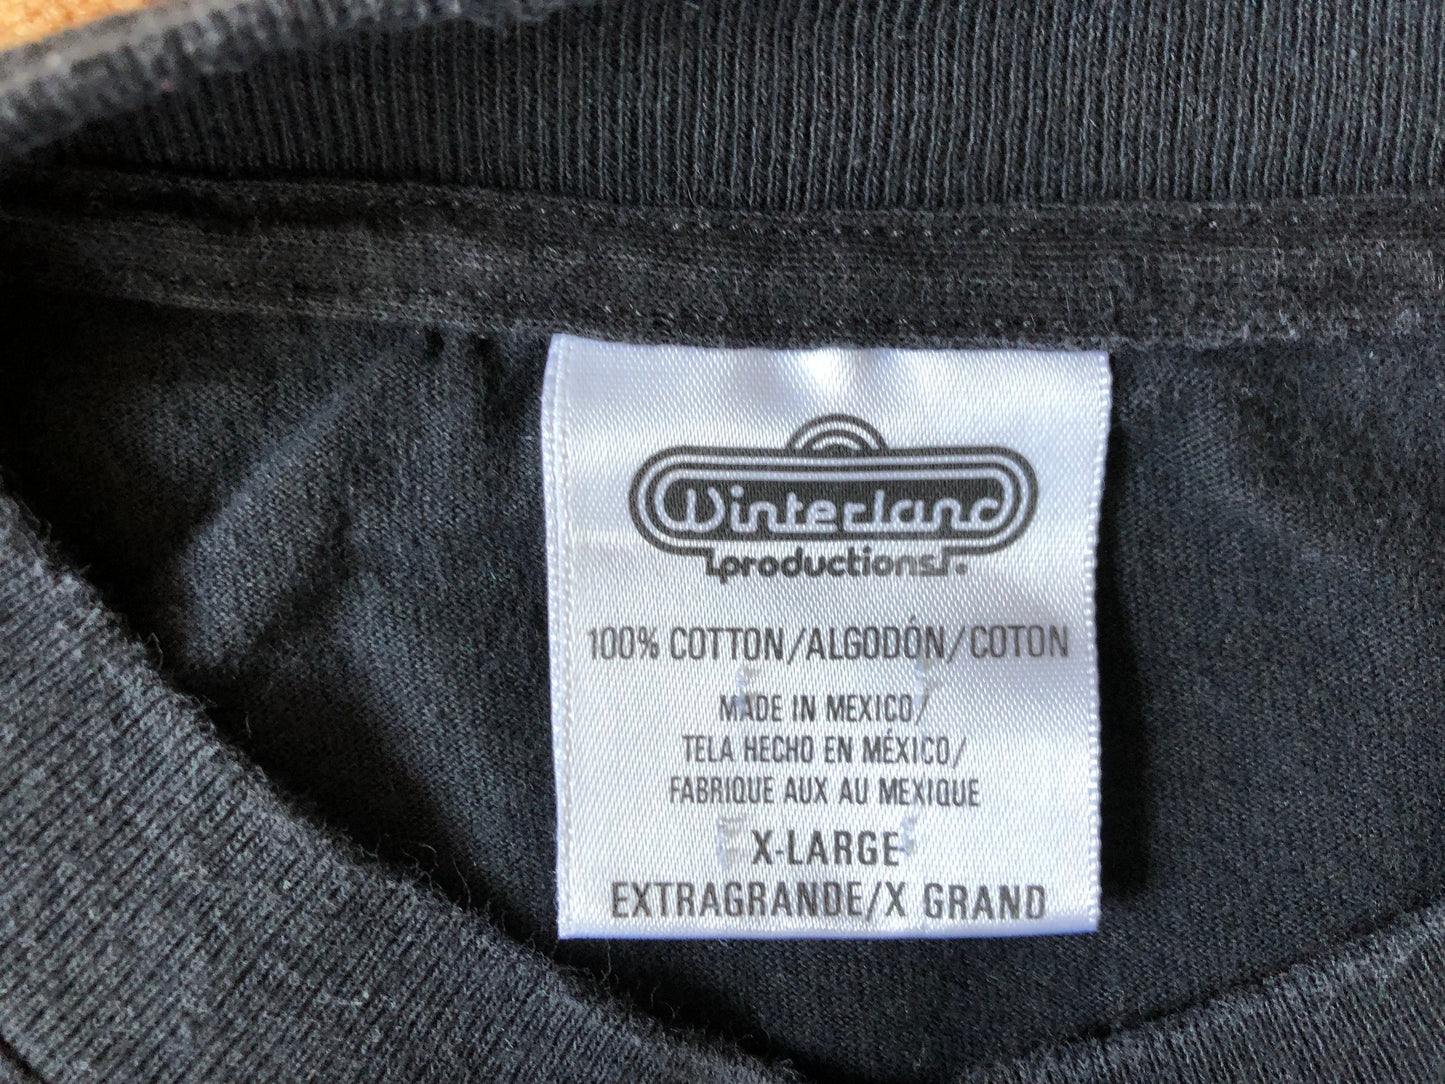 Winterland
productions.
100% COTTON/ALGODÓN/COTON
MADE IN MEXICO/
TELA HECHO EN MÉXICO/
FABRIQUE AUX AU MEXIQUE
X-LARGE
EXTRAGRANDE/X GRAND